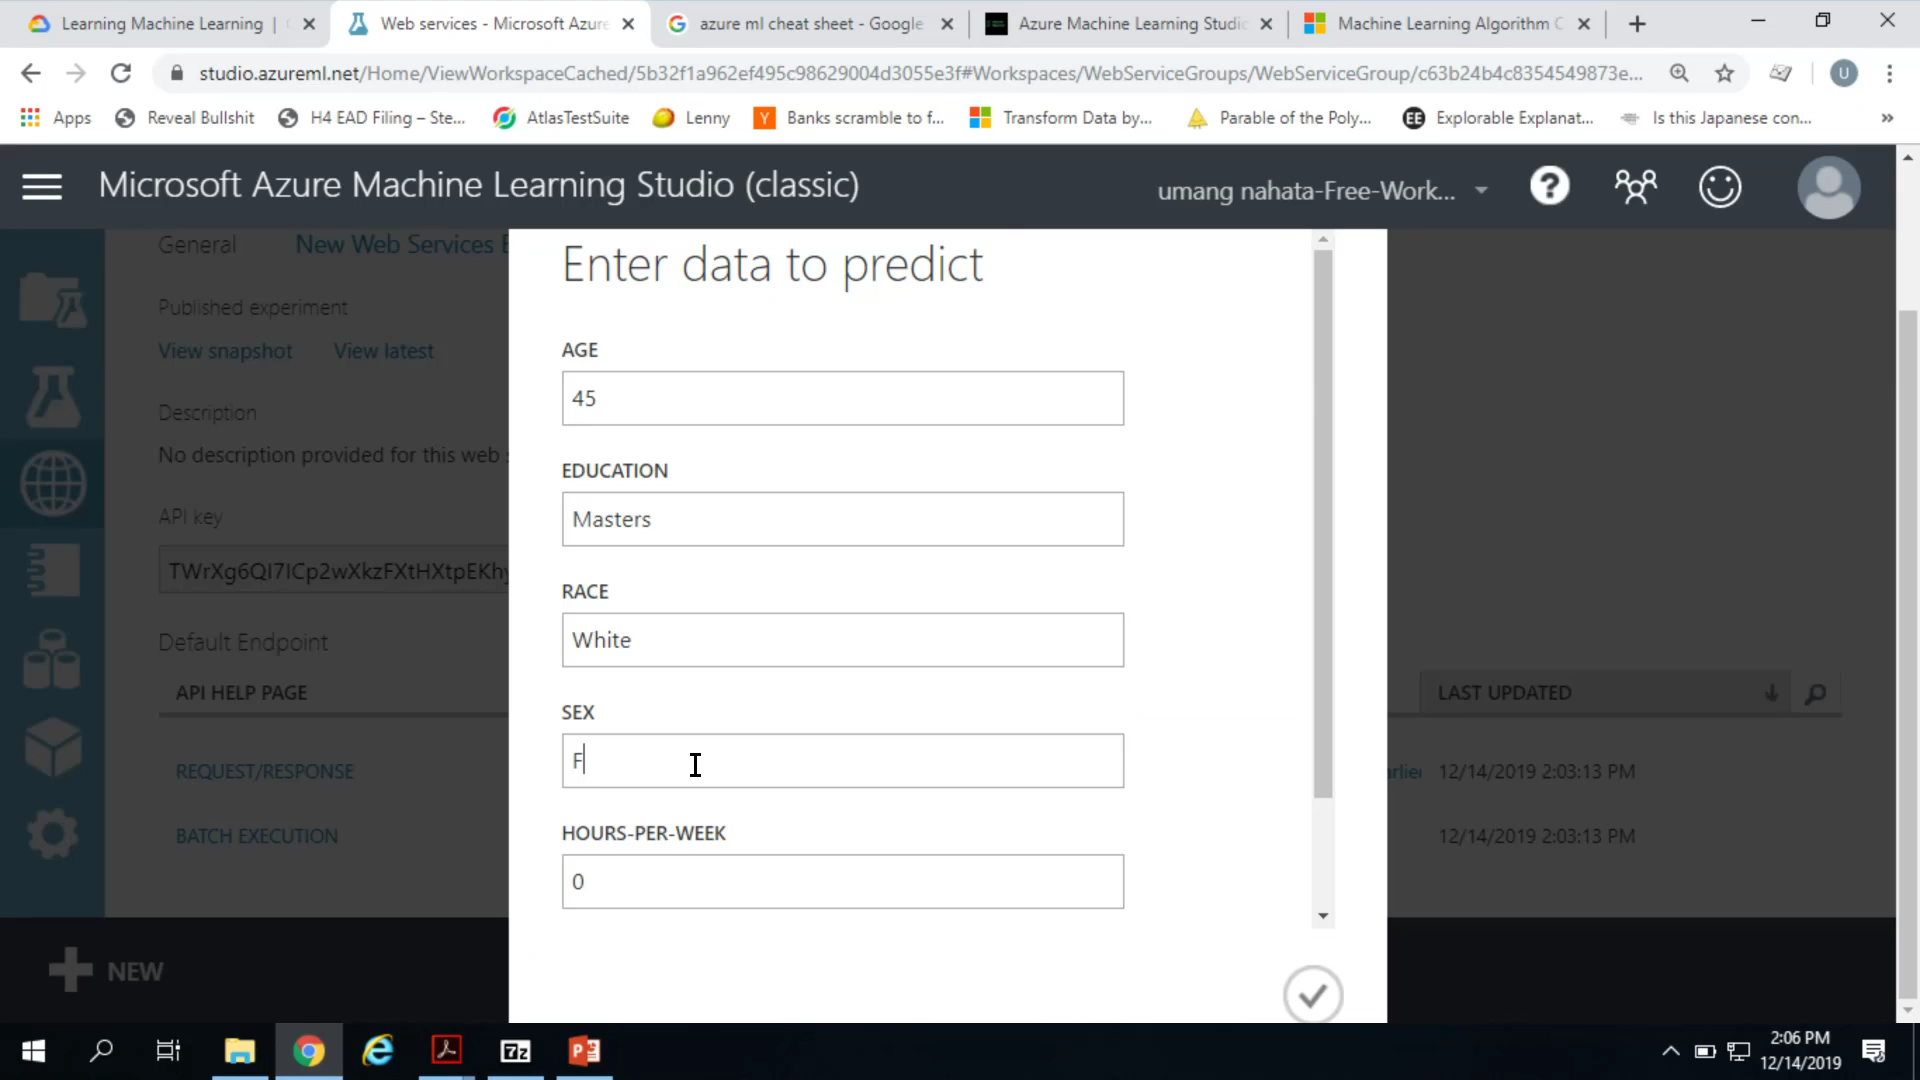 Learning Machine Learning |
Web services - Microsoft Azure
azure ml cheat sheet - Google
Azure Machine Learning Studio
Machine Learning Algorithm C
studio.azureml.net/Home/ViewWorkspaceCached/5b32f1a962ef495c98629004d3055e3f#Workspaces/WebServiceGroups/WebServiceGroup/c63b24b4c8354549873e...
U
Apps
Reveal Bullshit
H4 EAD Filing – Ste...
AtlasTestSuite
Lenny
Y
Banks scramble to f...
Transform Data by...
Parable of the Poly...
EE
Explorable Explanat...
Is this Japanese con...
»
Microsoft Azure Machine Learning Studio (classic)
umang nahata-Free-Work...
?
General
New Web Services E
Published experiment
View snapshot
View latest
Description
No description provided for this web s
API key
TWrXg6QI7ICp2wXkzFXtHXtpEKhy
Default Endpoint
API HELP PAGE
LAST UPDATED
REQUEST/RESPONSE
arlier
12/14/2019 2:03:13 PM
BATCH EXECUTION
12/14/2019 2:03:13 PM
Enter data to predict
AGE
45
EDUCATION
Masters
RACE
White
SEX
F
HOURS-PER-WEEK
0
NEW
7z
P
2:06 PM
12/14/2019